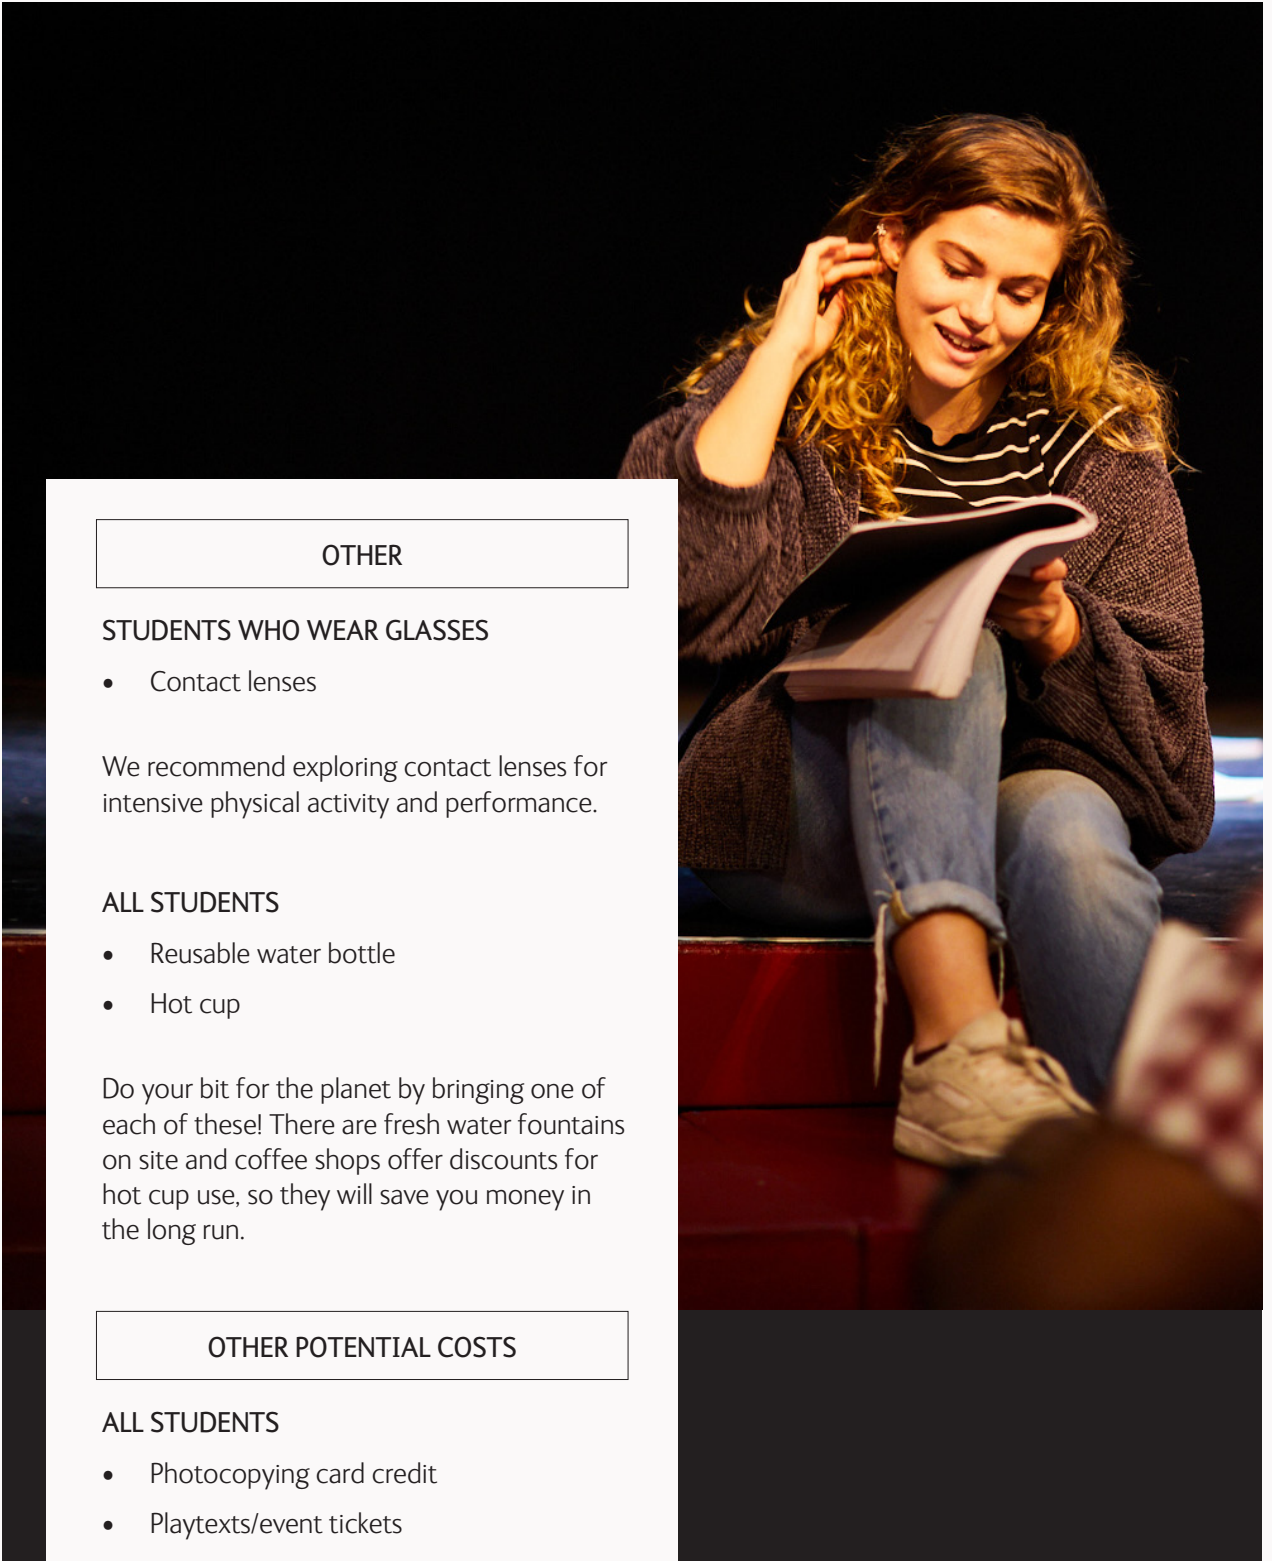 OTHER
STUDENTS WHO WEAR GLASSES
• Contact lenses
We recommend exploring contact lenses for
intensive physical activity and performance.
ALL STUDENTS
• Reusable water bottle
• Hot cup
Do your bit for the planet by bringing one of
each of these! There are fresh water fountains
on site and coffee shops offer discounts for
hot cup use, so they will save you money in
the long run.
OTHER POTENTIAL COSTS
ALL STUDENTS
• Photocopying card credit
• Playtexts/event tickets